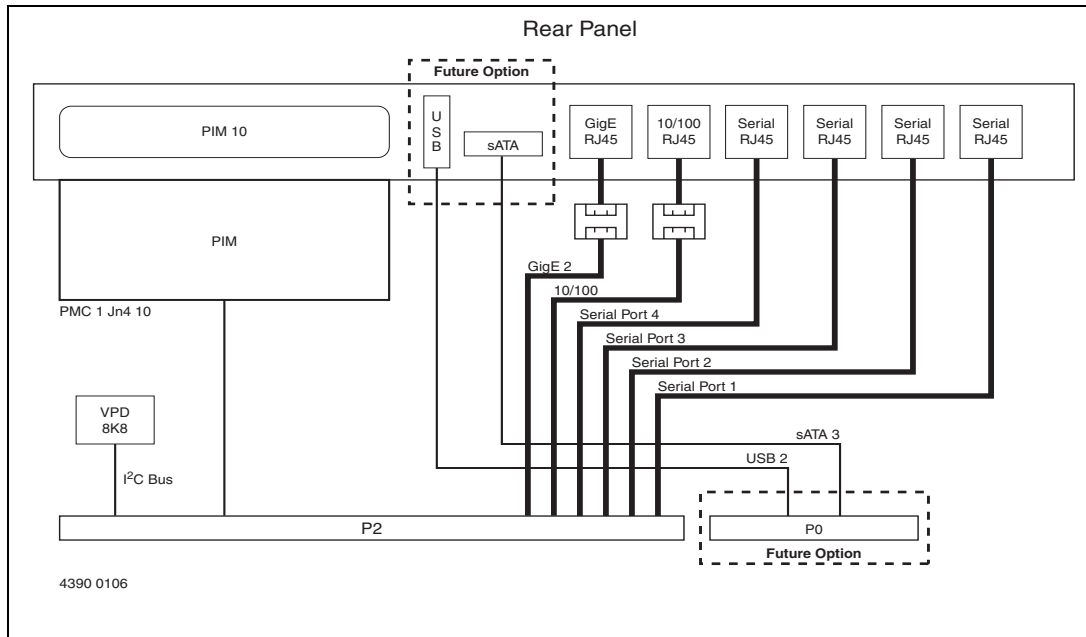 Rear Panel
Future Option
PIM 10
U
S
B
sATA
GigE
RJ45
10/100
RJ45
Serial
RJ45
Serial
RJ45
Serial
RJ45
Serial
RJ45
PIM
GigE 2
10/100
PMC 1 Jn4 10
Serial Port 4
Serial Port 3
Serial Port 2
Serial Port 1
VPD
8K8
sATA 3
USB 2
I²C Bus
P2
P0
Future Option
4390 0106